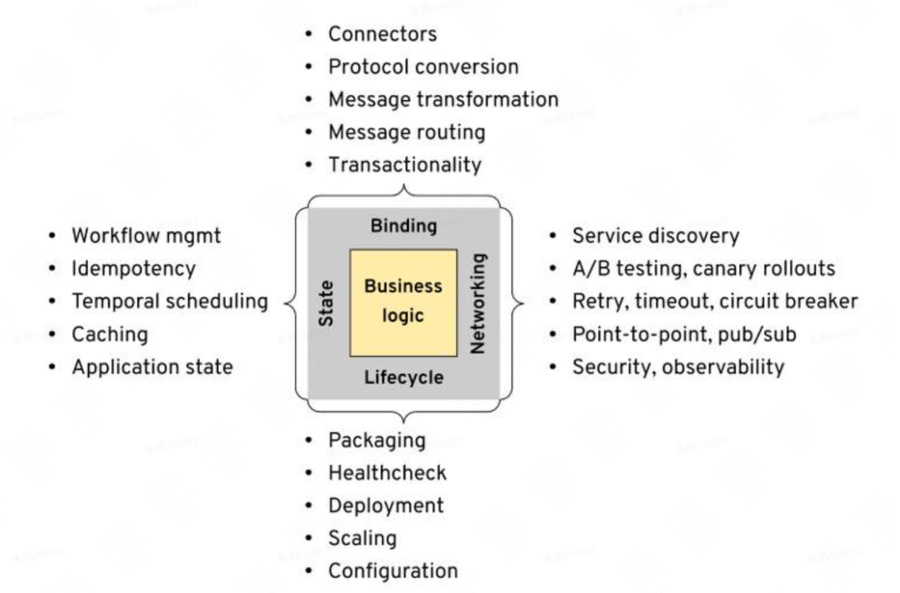 • Connectors
• Protocol conversion
• Message transformation
• Message routing
• Transactionality
• Workflow mgmt
• Idempotency
• Temporal scheduling
• Caching
• Application state
Binding
State
Business
logic
Networking
Lifecycle
• Service discovery
• A/B testing, canary rollouts
• Retry, timeout, circuit breaker
• Point-to-point, pub/sub
• Security, observability
• Packaging
• Healthcheck
• Deployment
• Scaling
• Configuration